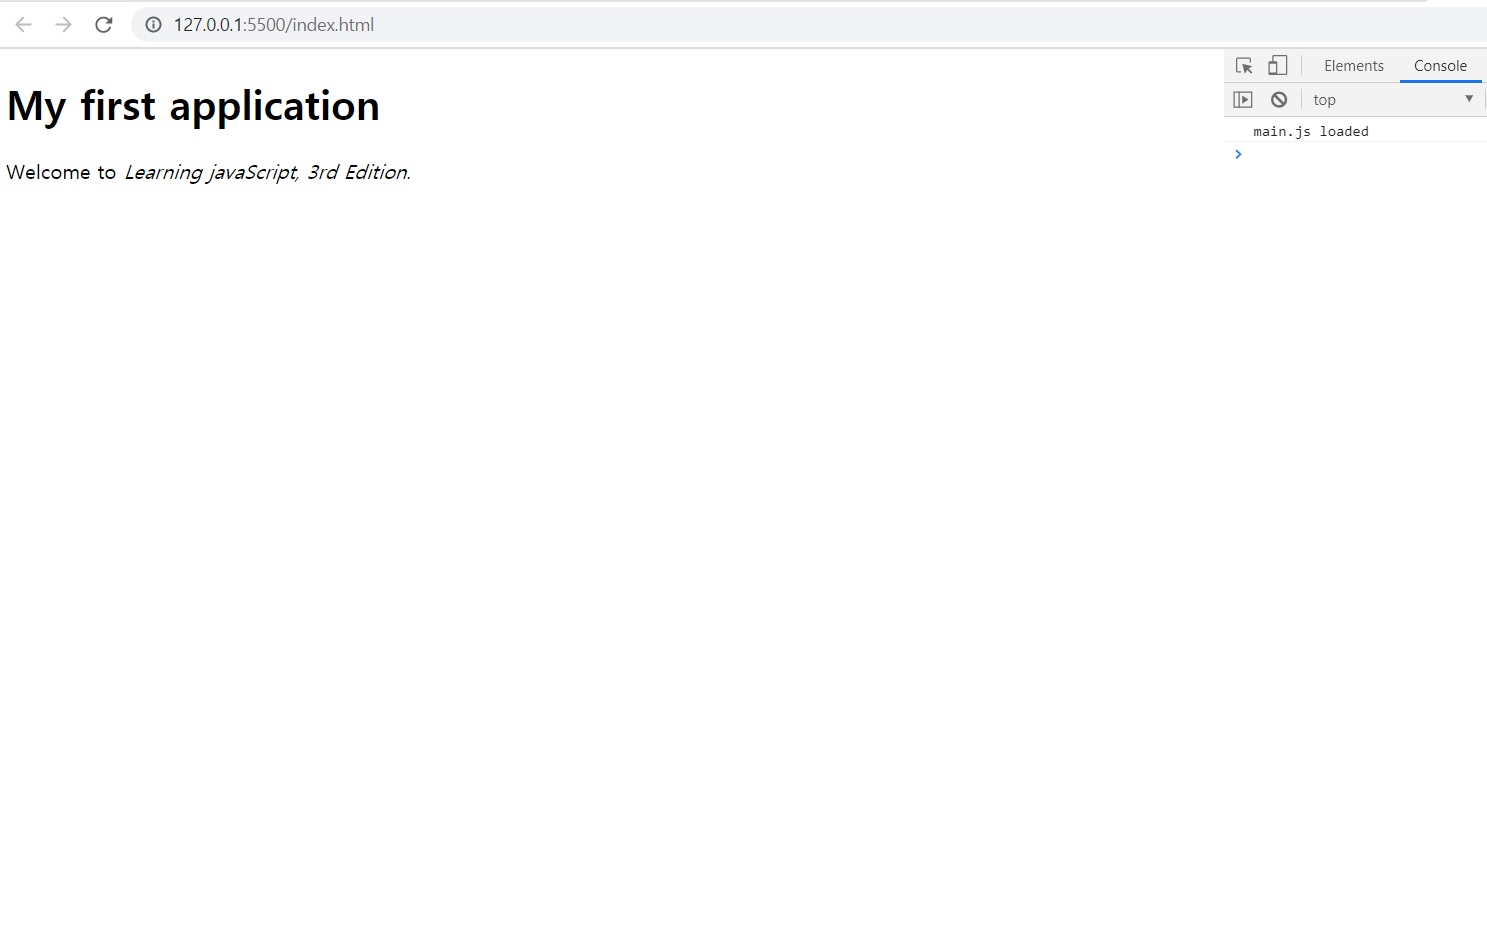 127.0.0.1:5500/index.html
My first application
Welcome to Learning javaScript, 3rd Edition.
Elements Console
top
main.js loaded